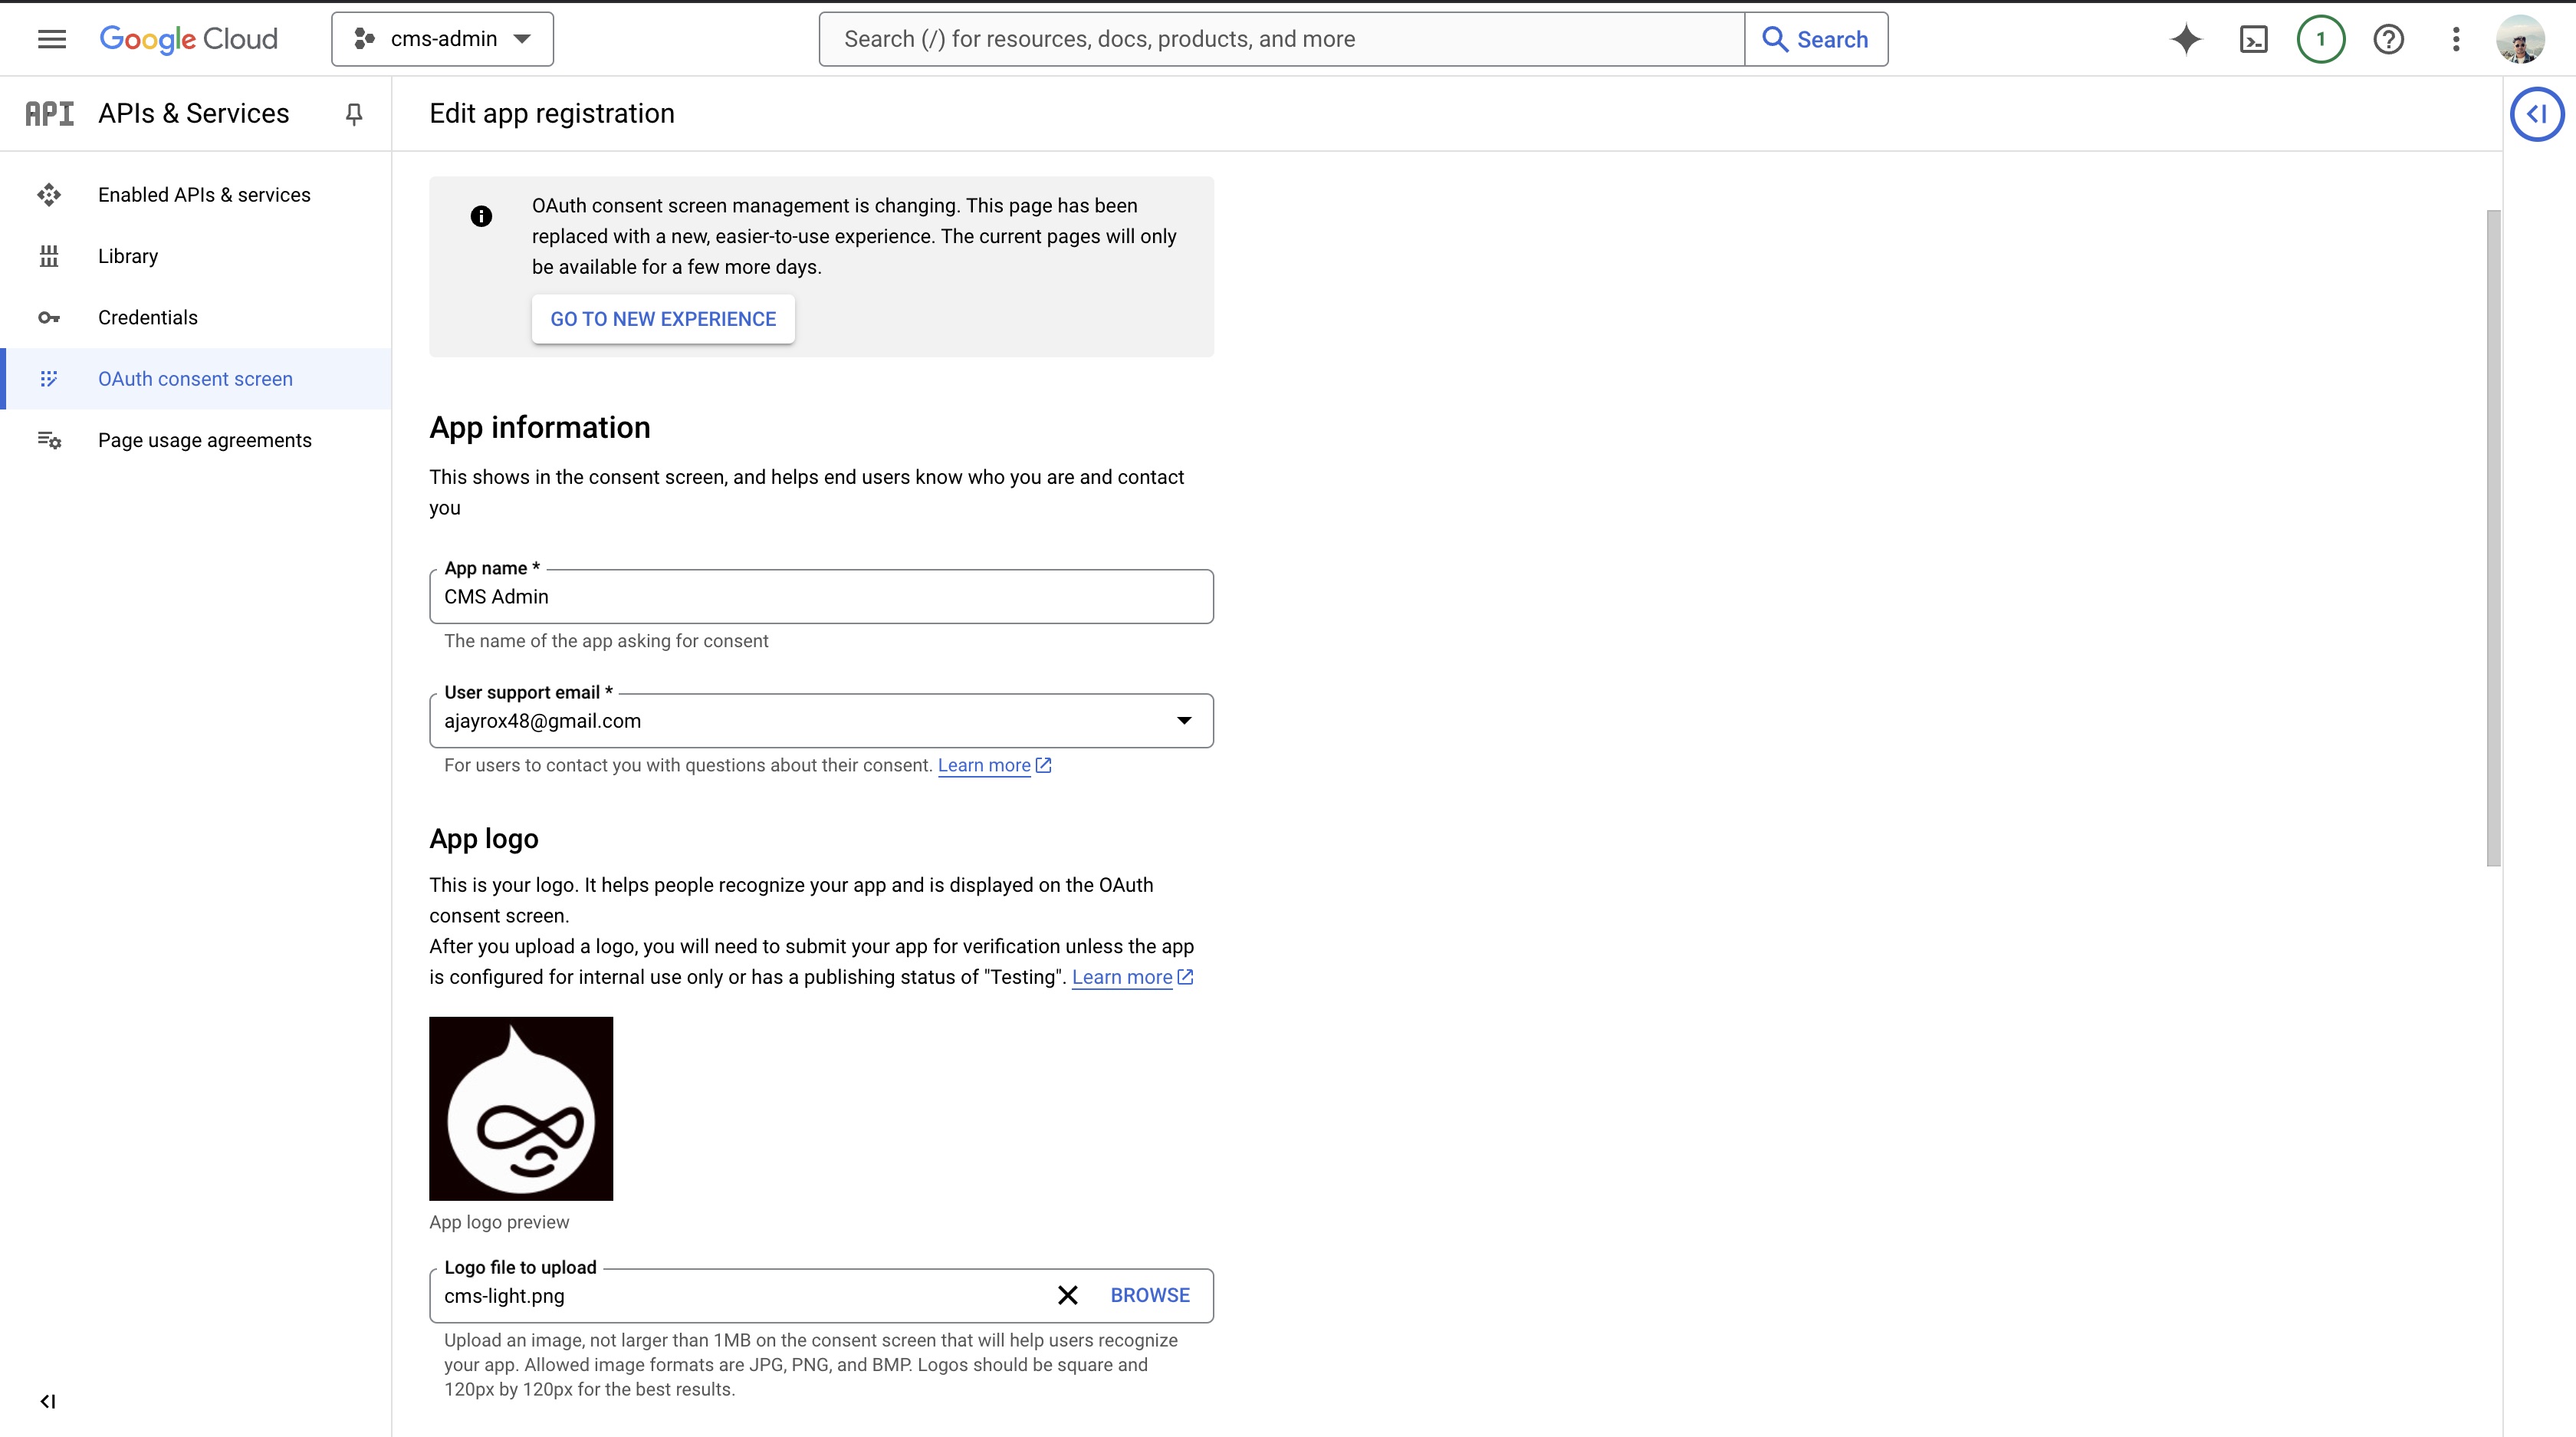 Google Cloud
cms-admin
Search (/) for resources, docs, products, and more
Search
1
API
APIs & Services
Edit app registration
Enabled APIs & services
Library
Credentials
OAuth consent screen
Page usage agreements
OAuth consent screen management is changing. This page has been
replaced with a new, easier-to-use experience. The current pages will only
be available for a few more days.
GO TO NEW EXPERIENCE
App information
This shows in the consent screen, and helps end users know who you are and contact
you
App name *
CMS Admin
The name of the app asking for consent
User support email *
ajayrox48@gmail.com
For users to contact you with questions about their consent. Learn more
App logo
This is your logo. It helps people recognize your app and is displayed on the OAuth
consent screen.
After you upload a logo, you will need to submit your app for verification unless the app
is configured for internal use only or has a publishing status of "Testing". Learn more
App logo preview
Logo file to upload
cms-light.png
BROWSE
Upload an image, not larger than 1MB on the consent screen that will help users recognize
your app. Allowed image formats are JPG, PNG, and BMP. Logos should be square and
120px by 120px for the best results.